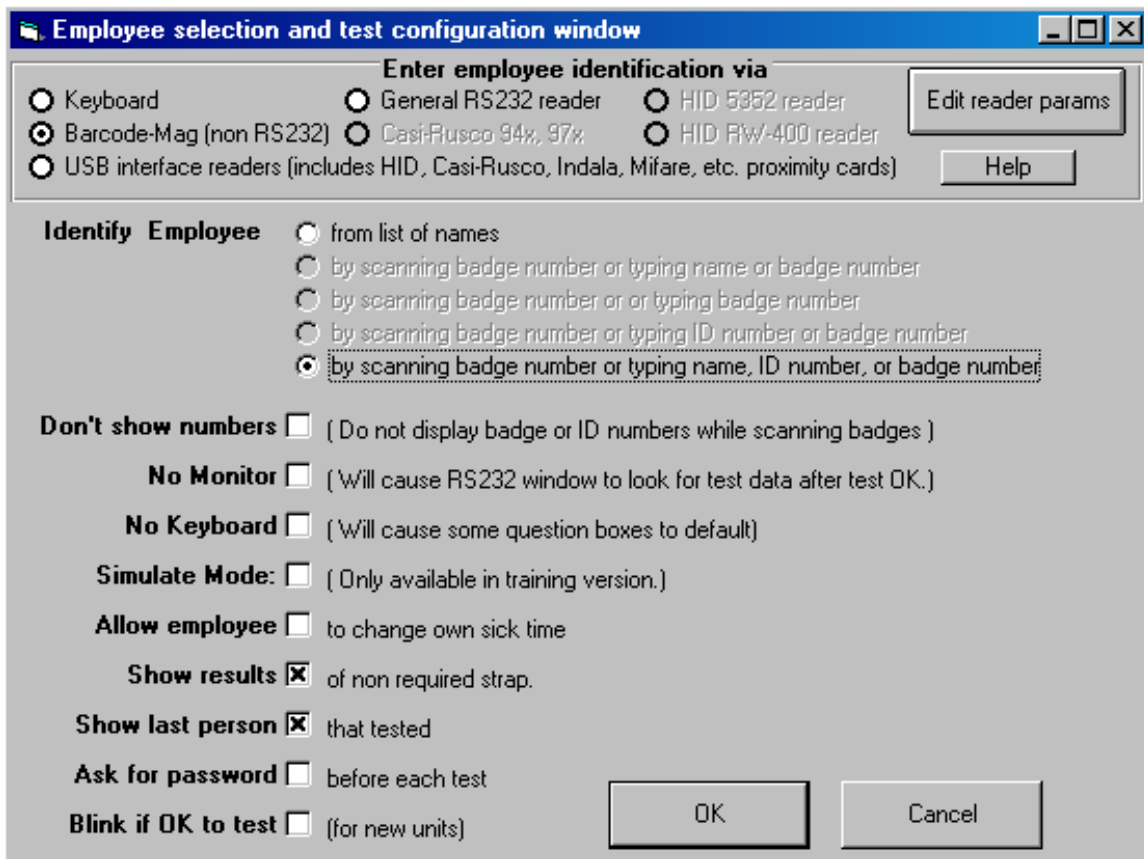 Employee selection and test configuration window
Enter employee identification via
Keyboard General RS232 reader HID 5352 reader Edit reader params
Barcode-Mag (non RS232) Casi-Rusco 94x, 97x HID RW-400 reader
USB interface readers (includes HID, Casi-Rusco, Indala, Mifare, etc. proximity cards) Help
Identify Employee from list of names
by scanning badge number or typing name or badge number
by scanning badge number or or typing badge number
by scanning badge number or typing ID number or badge number
by scanning badge number or typing name, ID number, or badge number
Don't show numbers ( Do not display badge or ID numbers while scanning badges )
No Monitor ( Will cause RS232 window to look for test data after test OK.)
No Keyboard ( Will cause some question boxes to default)
Simulate Mode: ( Only available in training version.)
Allow employee to change own sick time
Show results of non required strap.
Show last person that tested
Ask for password before each test
Blink if OK to test (for new units) OK Cancel